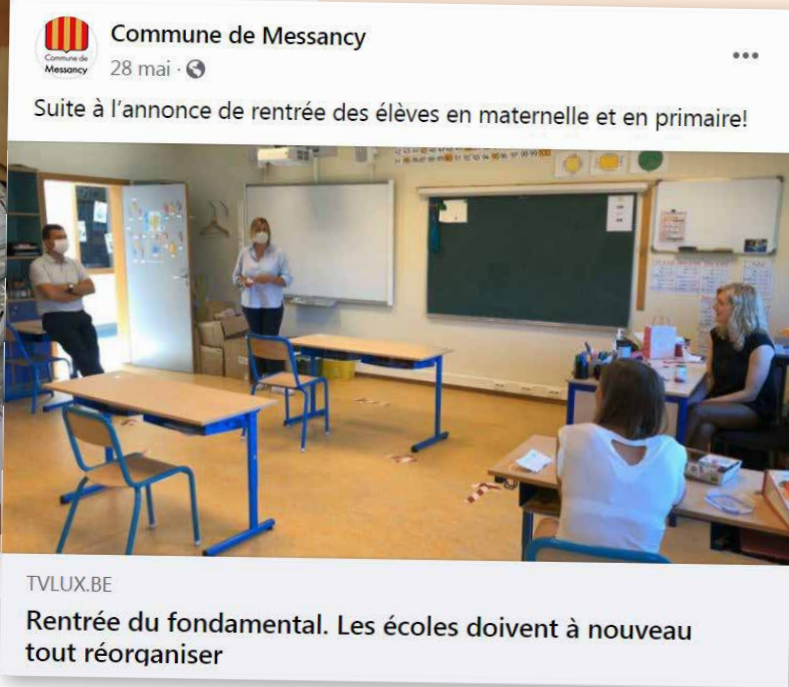 Commune de Messancy
28 mai
Commune de
Messancy
Suite à l'annonce de rentrée des élèves en maternelle et en primaire!
TVLUX.BE
Rentrée du fondamental. Les écoles doivent à nouveau
tout réorganiser